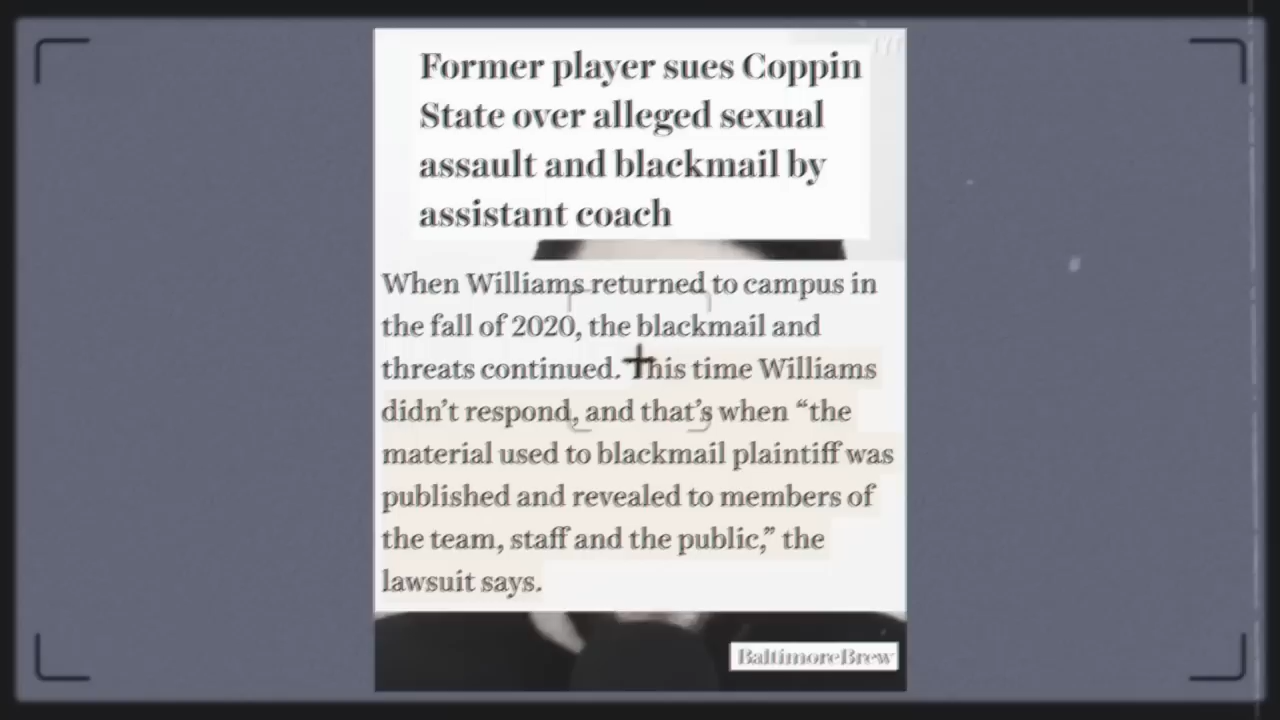 Former player sues Coppin
State over alleged sexual
assault and blackmail by
assistant coach
When Williams returned to campus in
the fall of 2020, the blackmail and
threats continued. This time Williams
didn’t respond, and that’s when “the
material used to blackmail plaintiff was
published and revealed to members of
the team, staff and the public,” the
lawsuit says.
BaltimoreBrew